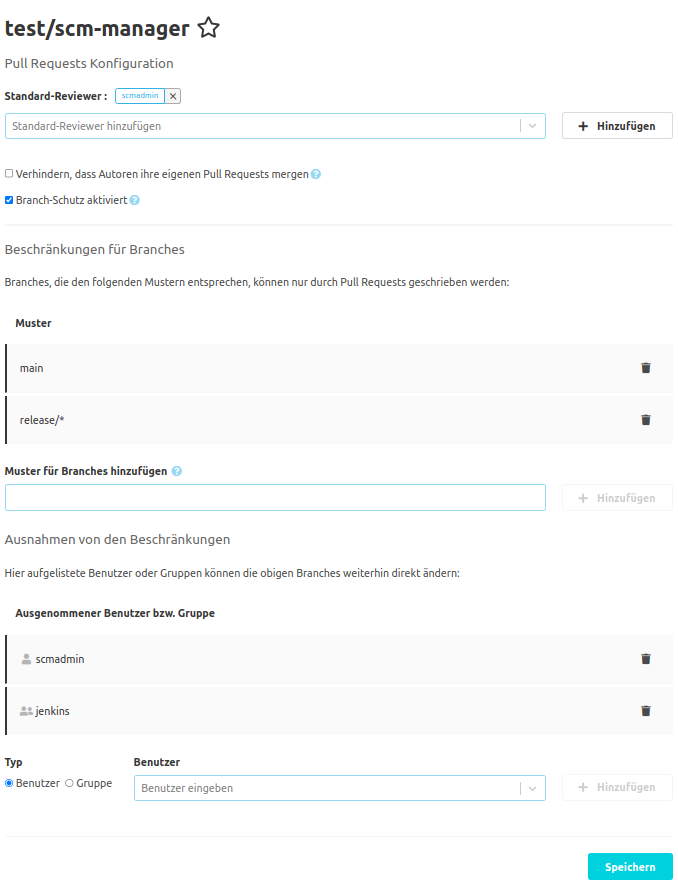 test/scm-manager
Pull Requests Konfiguration
Standard-Reviewer : scmadmin
Standard-Reviewer hinzufügen
Hinzufügen
Verhindern, dass Autoren ihre eigenen Pull Requests mergen ?
Branch-Schutz aktiviert ?
Beschränkungen für Branches
Branches, die den folgenden Mustern entsprechen, können nur durch Pull Requests geschrieben werden:
Muster
main
release/*
Muster für Branches hinzufügen ?
Hinzufügen
Ausnahmen von den Beschränkungen
Hier aufgelistete Benutzer oder Gruppen können die obigen Branches weiterhin direkt ändern:
Ausgenommener Benutzer bzw. Gruppe
scmadmin
jenkins
Typ Benutzer
Benutzer Gruppe Benutzer eingeben Hinzufügen
Speichern